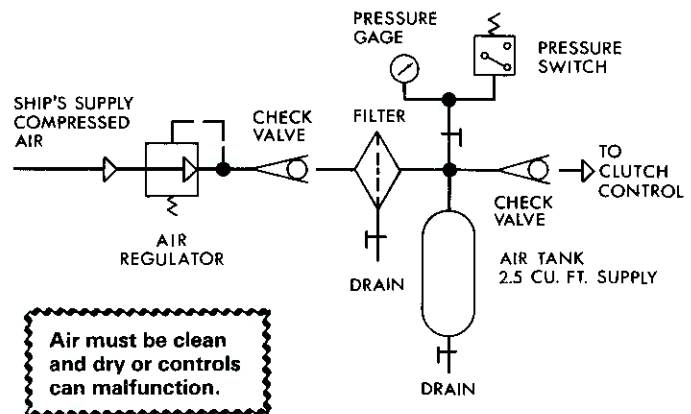 PRESSURE
GAGE
PRESSURE
SWITCH
SHIP'S SUPPLY
COMPRESSED
AIR
CHECK
VALVE
FILTER
TO
CLUTCH
CONTROL
CHECK
VALVE
AIR
REGULATOR
DRAIN
AIR TANK
2.5 CU. FT. SUPPLY
Air must be clean
and dry or controls
can malfunction.
DRAIN